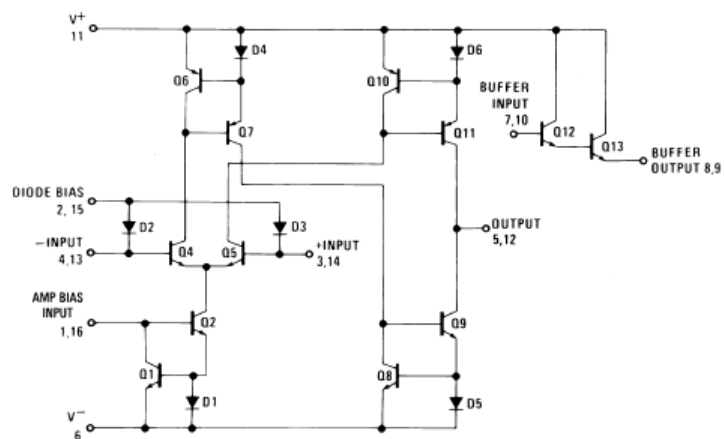 V+
11
D4
D6
Q6
Q10
BUFFER
INPUT
7,10
Q12
Q7
Q11
Q13
BUFFER
OUTPUT 8,9
DIODE BIAS
2, 15
D2
D3
–INPUT
4,13
Q4
Q5
+INPUT
3,14
OUTPUT
5,12
AMP BIAS
INPUT
1,16
Q2
Q9
Q1
Q8
D1
D5
V–
6